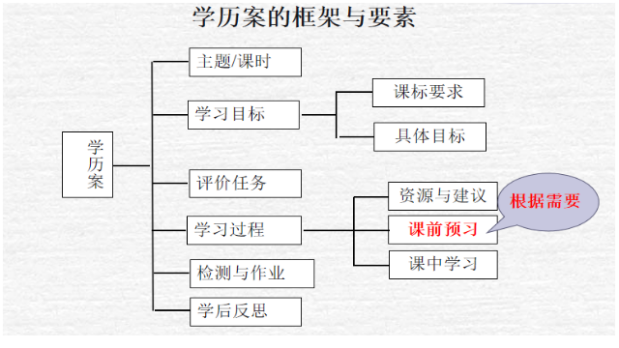 学历案的框架与要素
主题/课时
学习目标
课标要求
具体目标
学历案
评价任务
学习过程
资源与建议
课前预习
根据需要
课中学习
检测与作业
学后反思